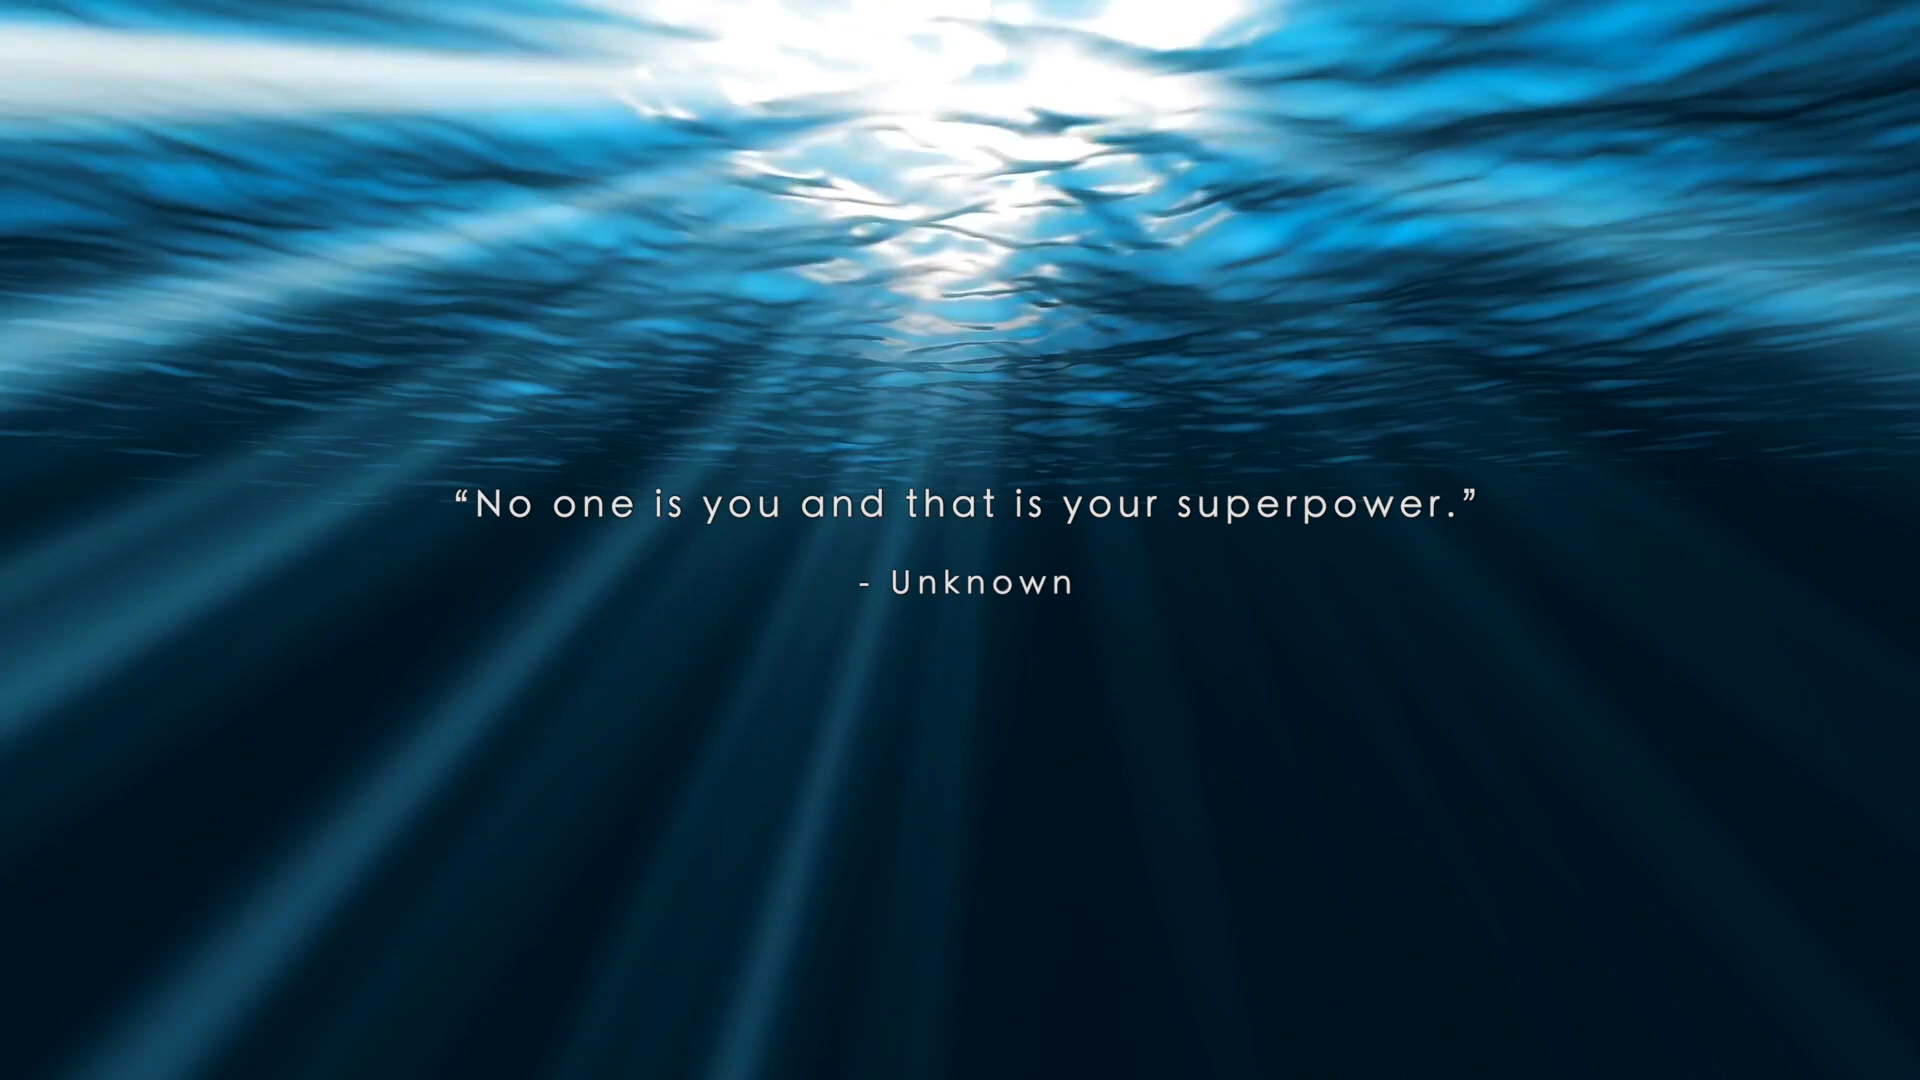 “No one is you and that is your superpower.”
- Unknown